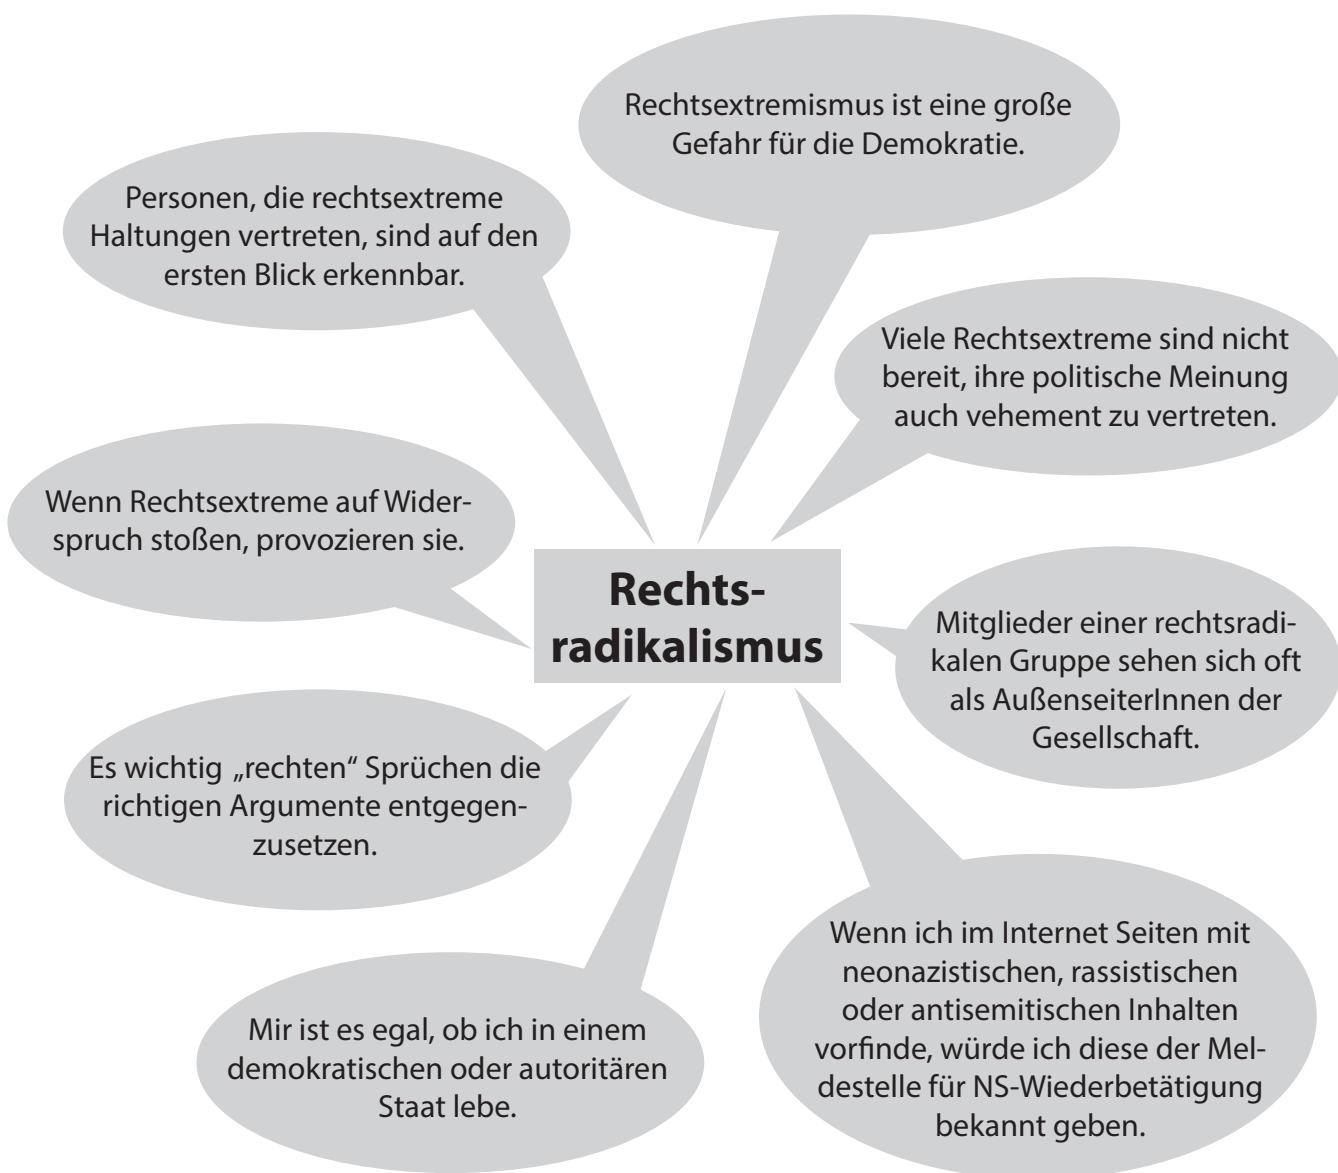 Rechtsextremismus ist eine große
Gefahr für die Demokratie.
Personen, die rechtsextreme
Haltungen vertreten, sind auf den
ersten Blick erkennbar.
Viele Rechtsextreme sind nicht
bereit, ihre politische Meinung
auch vehement zu vertreten.
Wenn Rechtsextreme auf Wider-
spruch stoßen, provozieren sie.
Rechts-
radikalismus
Mitglieder einer rechtsradi-
kalen Gruppe sehen sich oft
als AußenseiterInnen der
Gesellschaft.
Es wichtig „rechten“ Sprüchen die
richtigen Argumente entgegen-
zusetzen.
Mir ist es egal, ob ich in einem
demokratischen oder autoritären
Staat lebe.
Wenn ich im Internet Seiten mit
neonazistischen, rassistischen
oder antisemitischen Inhalten
vorfinde, würde ich diese der Mel-
destelle für NS-Wiederbetätigung
bekannt geben.